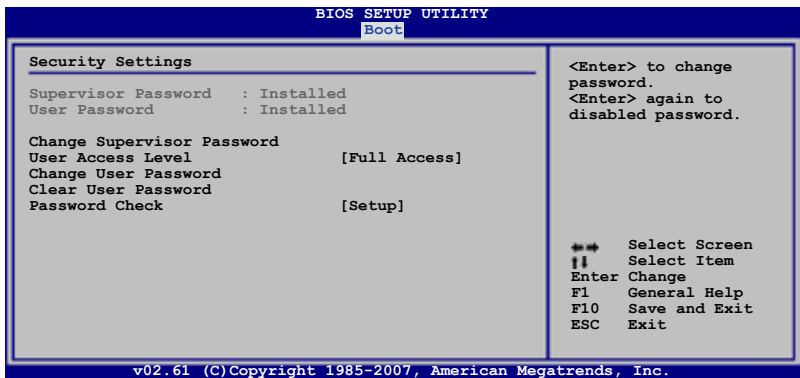 BIOS SETUP UTILITY
Boot
Security Settings
Supervisor Password : Installed
User Password : Installed
Change Supervisor Password
User Access Level [Full Access]
Change User Password
Clear User Password
Password Check [Setup]
<Enter> to change
password.
<Enter> again to
disabled password.
Select Screen
Select Item
Enter Change
F1 General Help
F10 Save and Exit
ESC Exit
v02.61 (C)Copyright 1985-2007, American Megatrends, Inc.